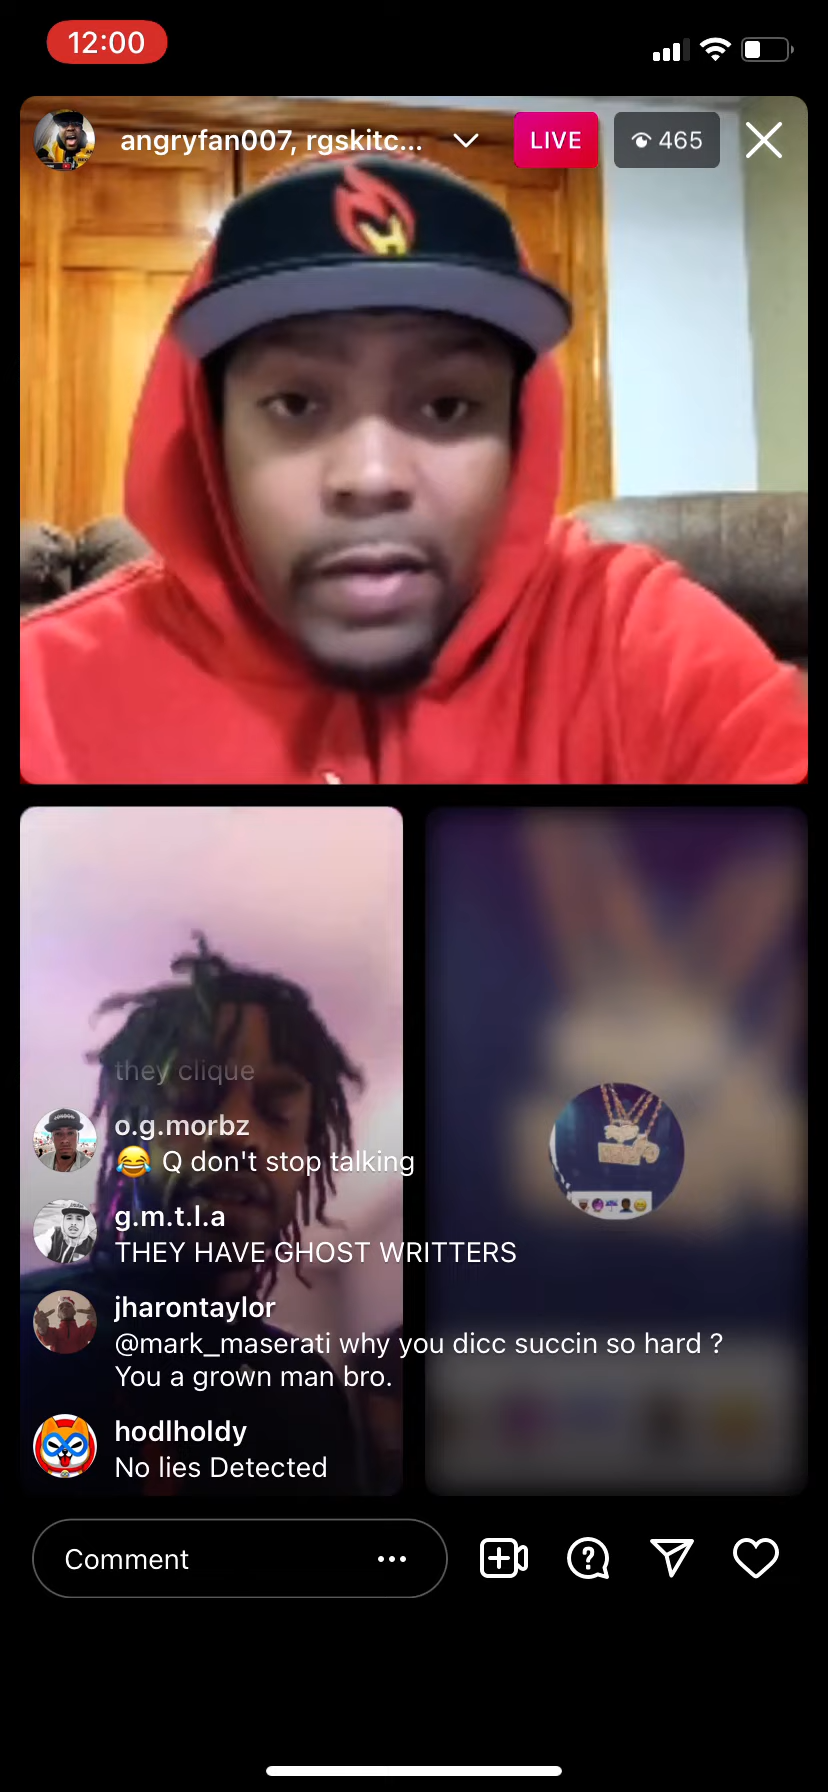 12:00
angryfan007, rgskitc...
LIVE
465
they clique
o.g.morbz
😂 Q don't stop talking
g.m.t.l.a
THEY HAVE GHOST WRITTERS
jharontaylor
@mark_maserati why you dicc succin so hard ?
You a grown man bro.
hodlholdy
No lies Detected
Comment